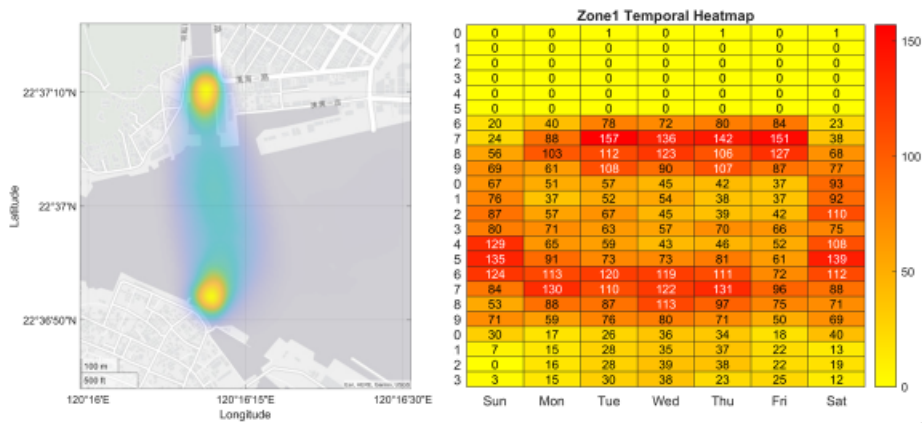 Zone1 Temporal Heatmap
22°37'10"N
22°37'N
22°36'50"N
Latitude
100 m
500 ft
120°16'E
120°16'15"E
120°16'30"E
Longitude
0 0 0 1 0 1 0 1
1 0 0 0 0 0 0 0
2 0 0 0 0 0 0 0
3 0 0 0 0 0 0 0
4 0 0 0 0 0 0 0
5 0 0 0 0 0 0 0
6 20 40 78 72 80 84 23
7 24 88 157 136 142 151 38
8 56 103 112 123 106 127 68
9 69 61 108 90 107 87 77
0 67 51 57 45 42 37 93
1 76 37 52 54 38 37 92
2 87 57 67 45 39 42 110
3 80 71 63 57 70 66 75
4 129 65 59 43 46 52 108
5 135 91 73 73 81 61 139
6 124 113 120 119 111 72 112
7 84 130 110 122 131 96 88
8 53 88 87 113 97 75 71
9 71 59 76 80 71 50 69
0 30 17 26 36 34 18 40
1 7 15 28 35 37 22 13
2 0 16 28 39 38 22 19
3 3 15 30 38 23 25 12
Sun Mon Tue Wed Thu Fri Sat
150
100
50
0